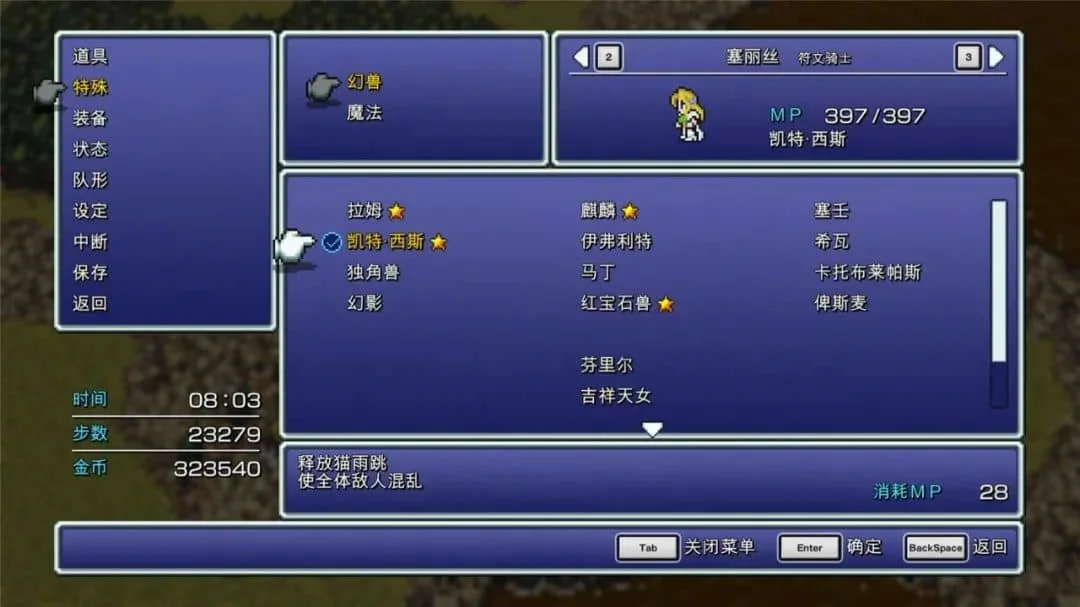 道具
特殊
装备
状态
队形
设定
中断
保存
返回
时间 08:03
步数 23279
金币 323540
幻兽
魔法
2 塞丽丝 符文骑士 3
MP 397/397
凯特·西斯
拉姆 麒麟 塞壬
凯特·西斯 伊弗利特 希瓦
独角兽 马丁 卡托布莱帕斯
幻影 红宝石兽 俾斯麦
芬里尔
吉祥天女
释放猫雨跳
使全体敌人混乱
消耗MP 28
Tab 关闭菜单 Enter 确定 BackSpace 返回